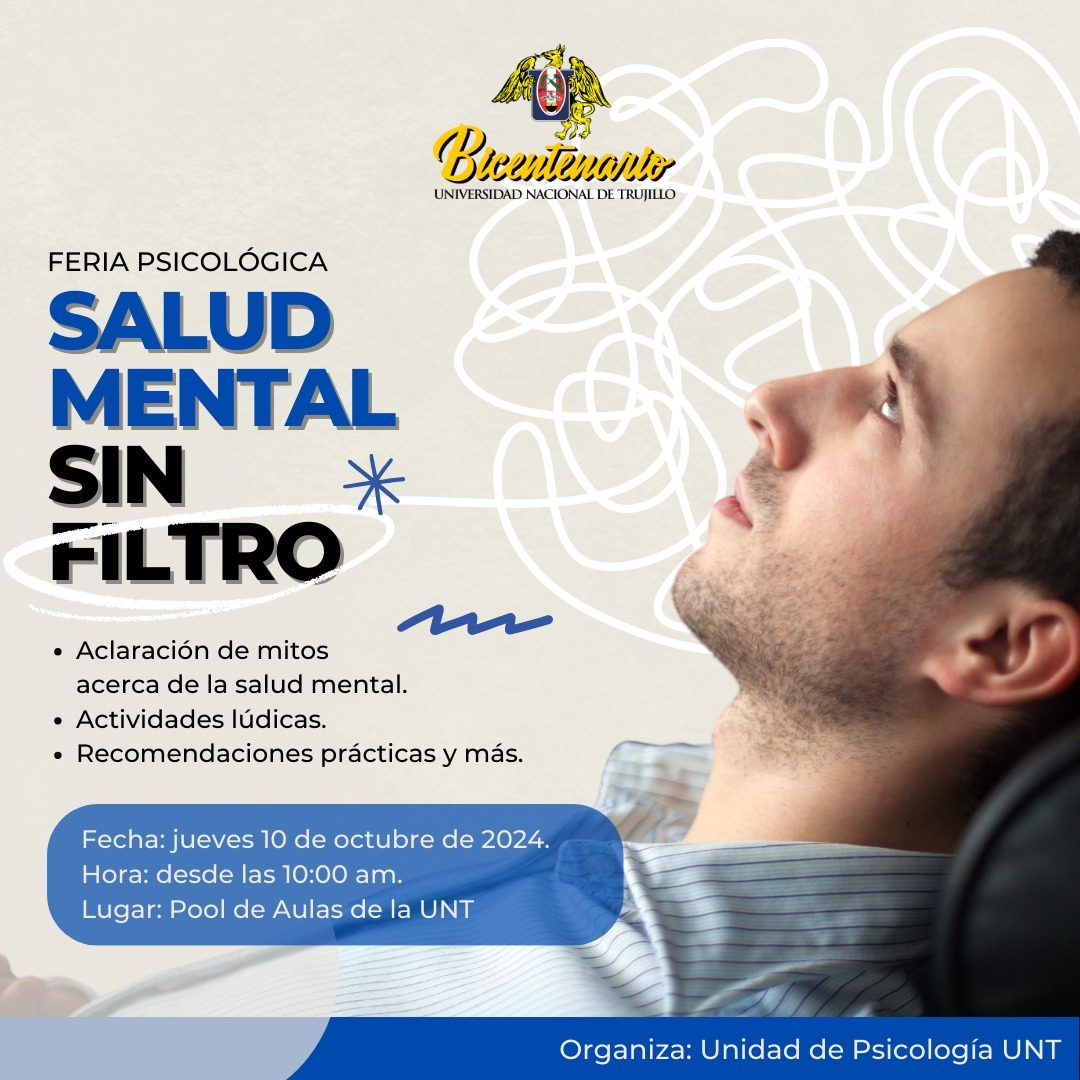 Bicentenario
UNIVERSIDAD NACIONAL DE TRUJILLO
FERIA PSICOLÓGICA
SALUD
MENTAL
SIN
FILTRO
• Aclaración de mitos
acerca de la salud mental.
• Actividades lúdicas.
• Recomendaciones prácticas y más.
Fecha: jueves 10 de octubre de 2024.
Hora: desde las 10:00 am.
Lugar: Pool de Aulas de la UNT
Organiza: Unidad de Psicología UNT